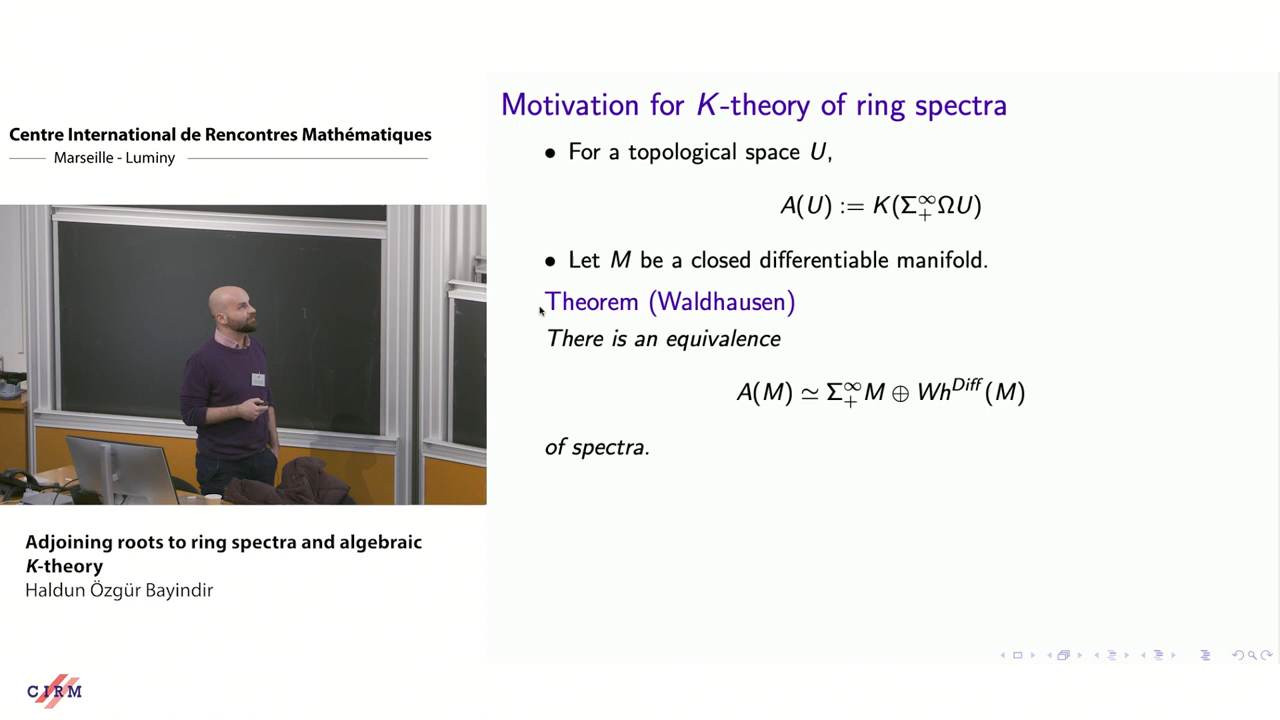 Centre International de Rencontres Mathématiques
Marseille - Luminy
Motivation for K-theory of ring spectra
• For a topological space U,
A(U) := K(Σ₊^∞ΩU)
• Let M be a closed differentiable manifold.
Theorem (Waldhausen)
There is an equivalence
A(M) ≃ Σ₊^∞M ⊕ Wh^Diff(M)
of spectra.
Adjoining roots to ring spectra and algebraic
K-theory
Haldun Özgür Bayindir
CIRM